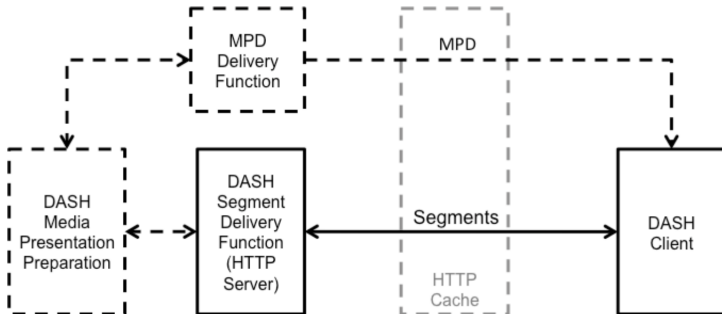 MPD
Delivery
Function
MPD
DASH
Media
Presentation
Preparation
DASH
Segment
Delivery
Function
(HTTP
Server)
Segments
HTTP
Cache
DASH
Client